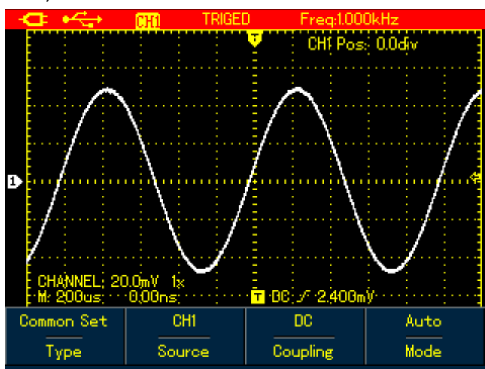 CH1 TRIGED Freq:1.000kHz
T
CH1 Pos: 0.0div
1
CHANNEL: 20.0mV 1x
M: 200us 0.00ns T DC 2.400mV
Common Set CH1 DC Auto
Type Source Coupling Mode